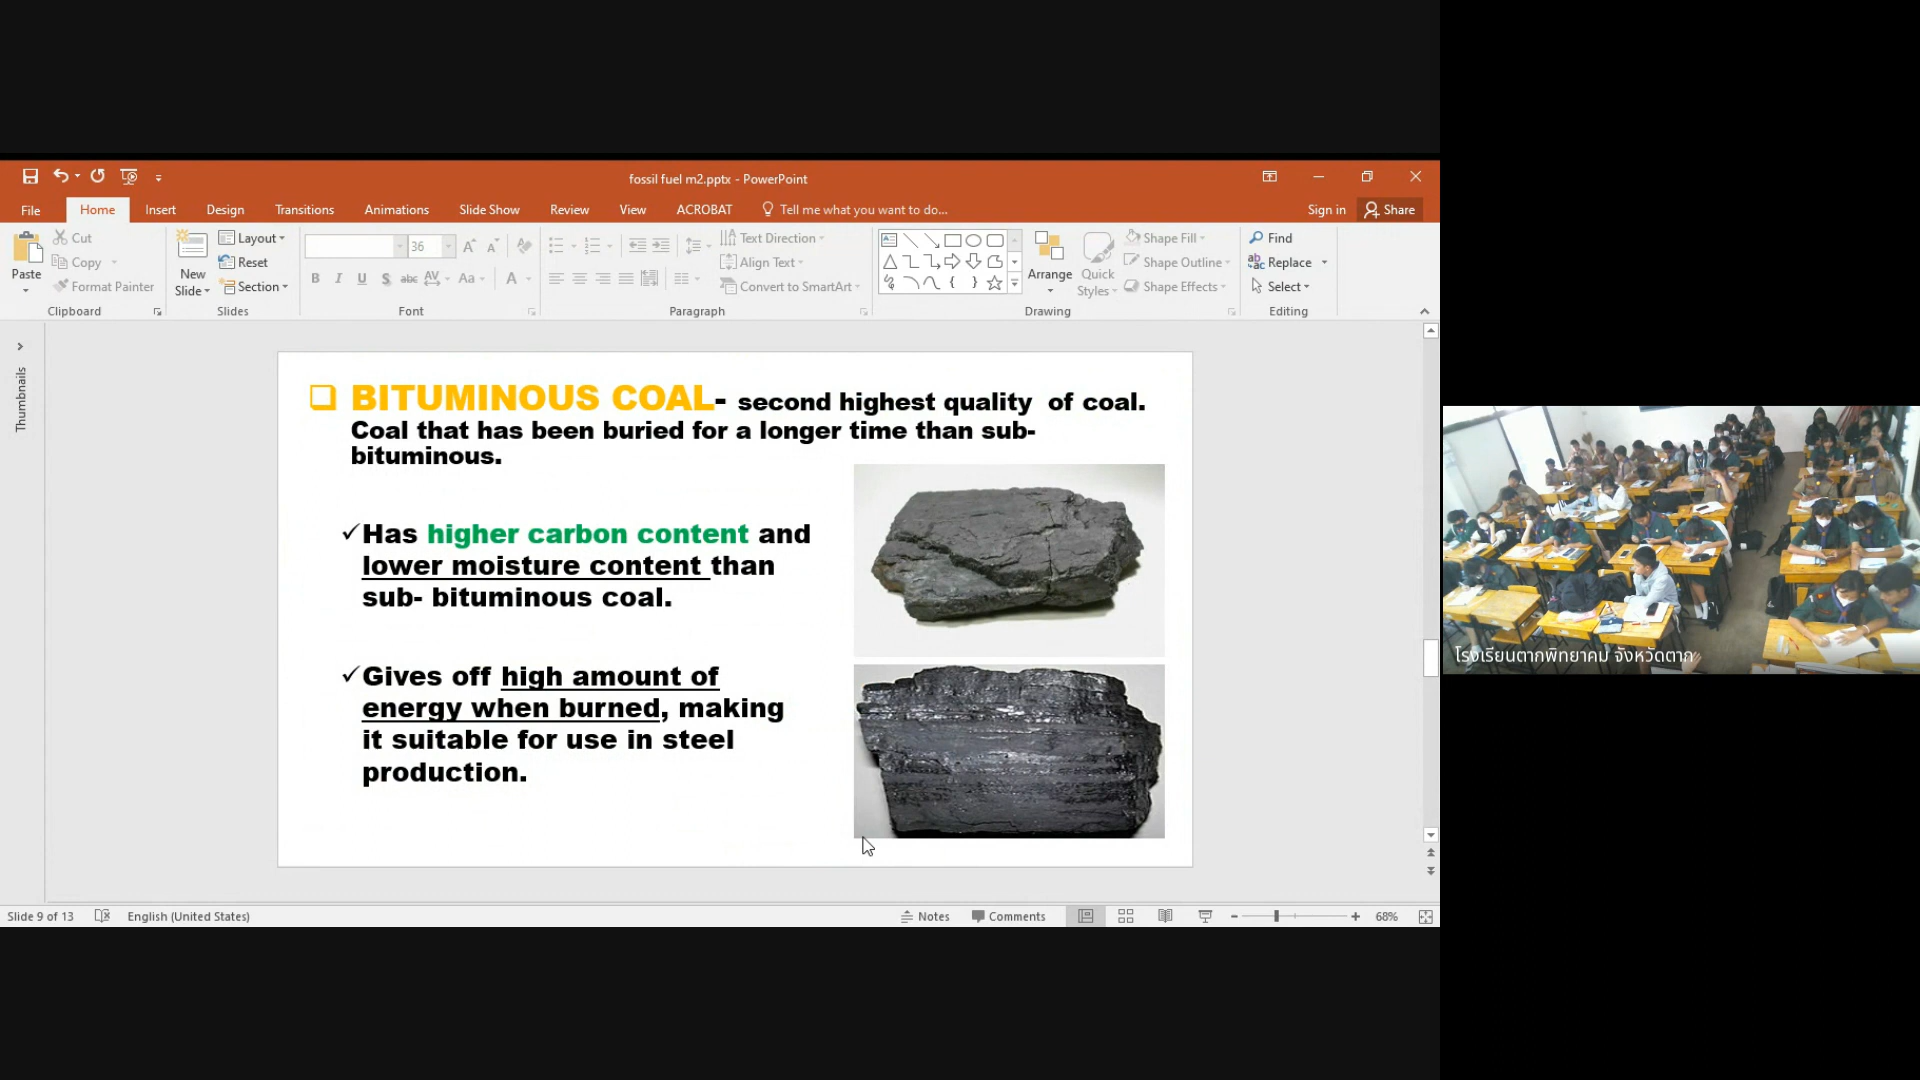 fossil fuel m2.pptx - PowerPoint
File Home Insert Design Transitions Animations Slide Show Review View ACROBAT Tell me what you want to do... Sign in Share
Paste
Cut
Copy
Format Painter
Clipboard
New
Slide
Layout
Reset
Section
Slides
36
B I U S abc AV Aa A
Font
Text Direction
Align Text
Convert to SmartArt
Paragraph
Arrange
Quick
Styles
Shape Fill
Shape Outline
Shape Effects
Drawing
Find
Replace
Select
Editing
Thumbnails
BITUMINOUS COAL- second highest quality of coal.
Coal that has been buried for a longer time than sub-
bituminous.
Has higher carbon content and
lower moisture content than
sub- bituminous coal.
Gives off high amount of
energy when burned, making
it suitable for use in steel
production.
Slide 9 of 13 English (United States) Notes Comments 68%
โรงเรียนตากพิทยาคม จังหวัดตาก